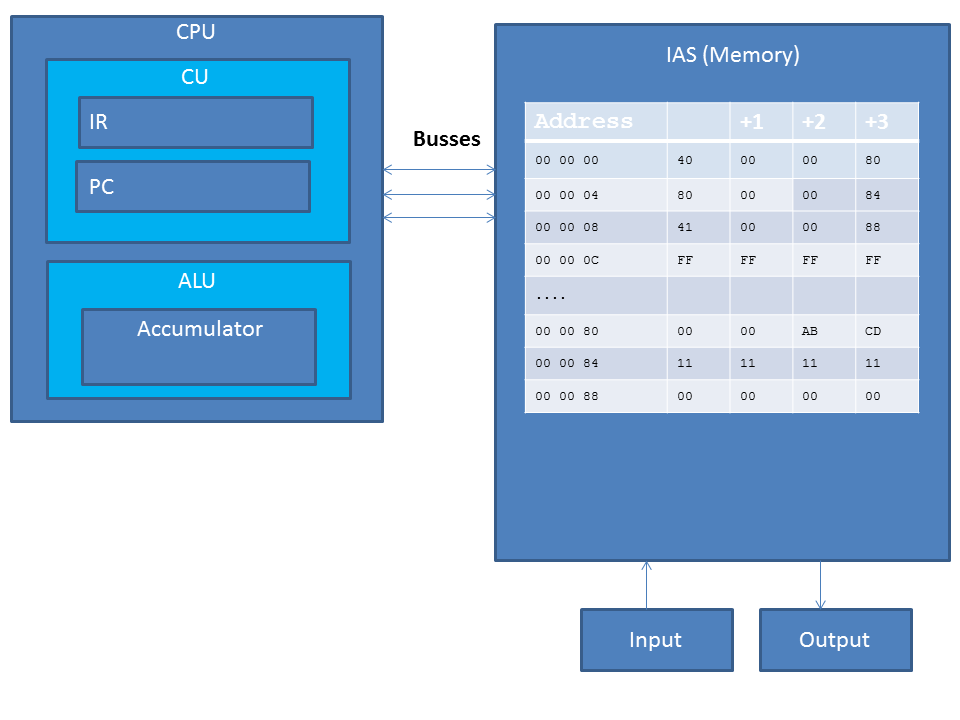 CPU
CU
IR
PC
ALU
Accumulator
Busses
IAS (Memory)
Address +1 +2 +3
00 00 00 40 00 00 80
00 00 04 80 00 00 84
00 00 08 41 00 00 88
00 00 0C FF FF FF FF
....
00 00 80 00 00 AB CD
00 00 84 11 11 11 11
00 00 88 00 00 00 00
Input
Output